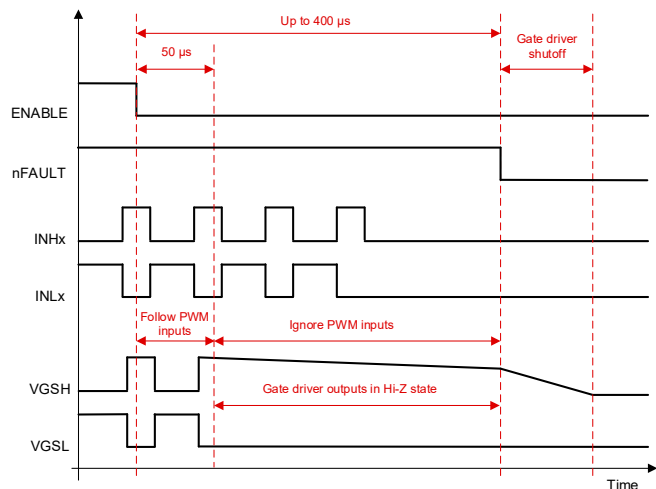 Up to 400 µs
Gate driver
shutoff
50 µs
ENABLE
nFAULT
INHx
INLx
Follow PWM
inputs
Ignore PWM inputs
VGSH
Gate driver outputs in Hi-Z state
VGSL
Time